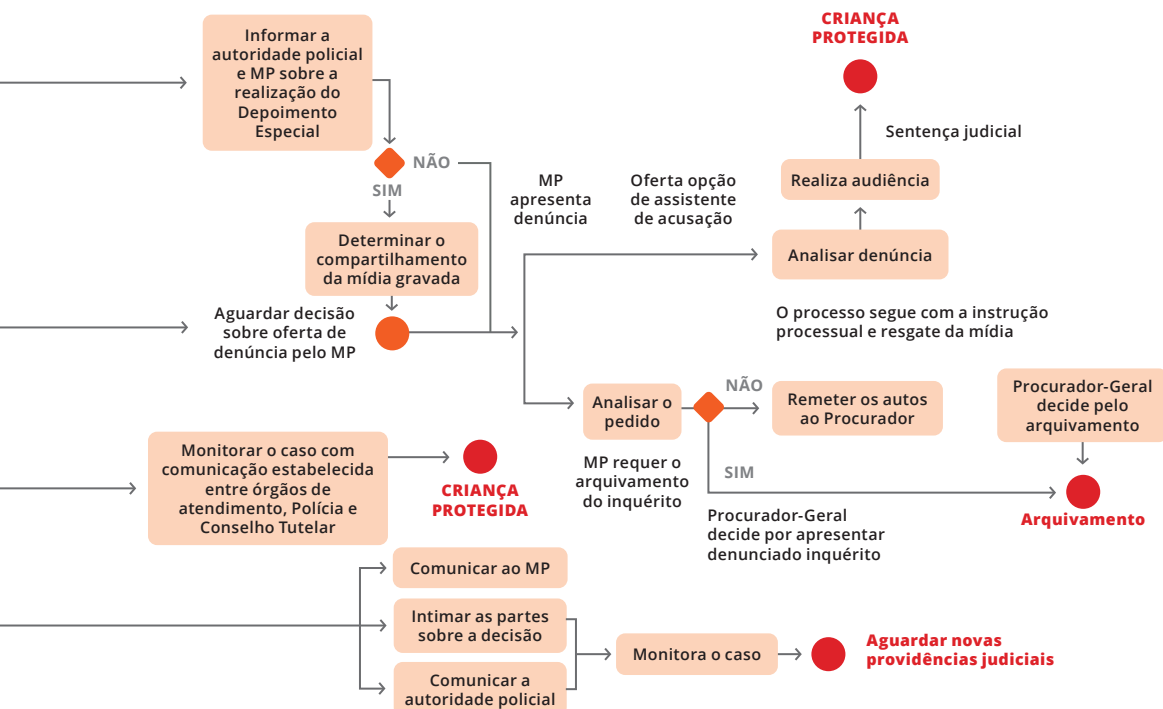 Informar a
autoridade policial
e MP sobre a
realização do
Depoimento
Especial
NÃO
SIM
Determinar o
compartilhamento
da mídia gravada
Aguardar decisão
sobre oferta de
denúncia pelo MP
MP
apresenta
denúncia
Oferta opção
de assistente
de acusação
CRIANÇA
PROTEGIDA
Sentença judicial
Realiza audiência
Analisar denúncia
O processo segue com a instrução
processual e resgate da mídia
Analisar o
pedido
MP requer o
arquivamento
do inquérito
NÃO
Remeter os autos
ao Procurador
SIM
Procurador-Geral
decide por apresentar
denunciado inquérito
Procurador-Geral
decide pelo
arquivamento
Arquivamento
Monitorar o caso com
comunicação estabelecida
entre órgãos de
atendimento, Polícia e
Conselho Tutelar
CRIANÇA
PROTEGIDA
Comunicar ao MP
Intimar as partes
sobre a decisão
Comunicar a
autoridade policial
Monitora o caso
Aguardar novas
providências judiciais